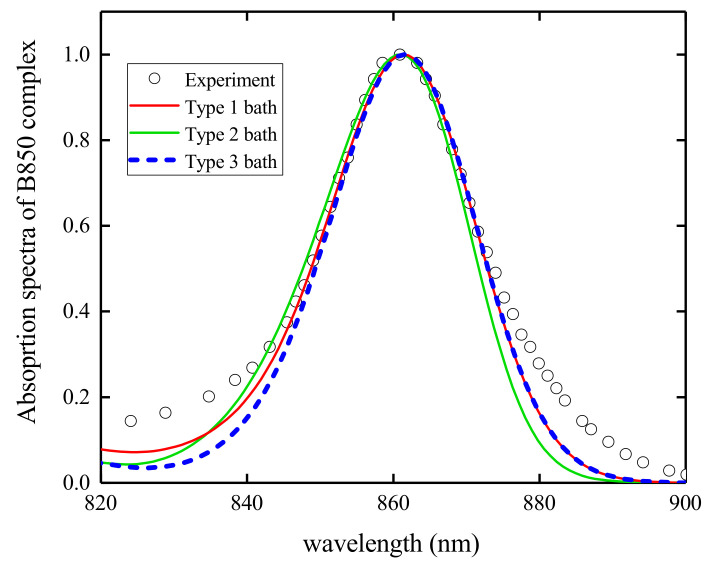 Absoprtion spectra of B850 complex
1.0
0.8
0.6
0.4
0.2
0.0
Experiment
Type 1 bath
Type 2 bath
Type 3 bath
820 840 860 880 900
wavelength (nm)